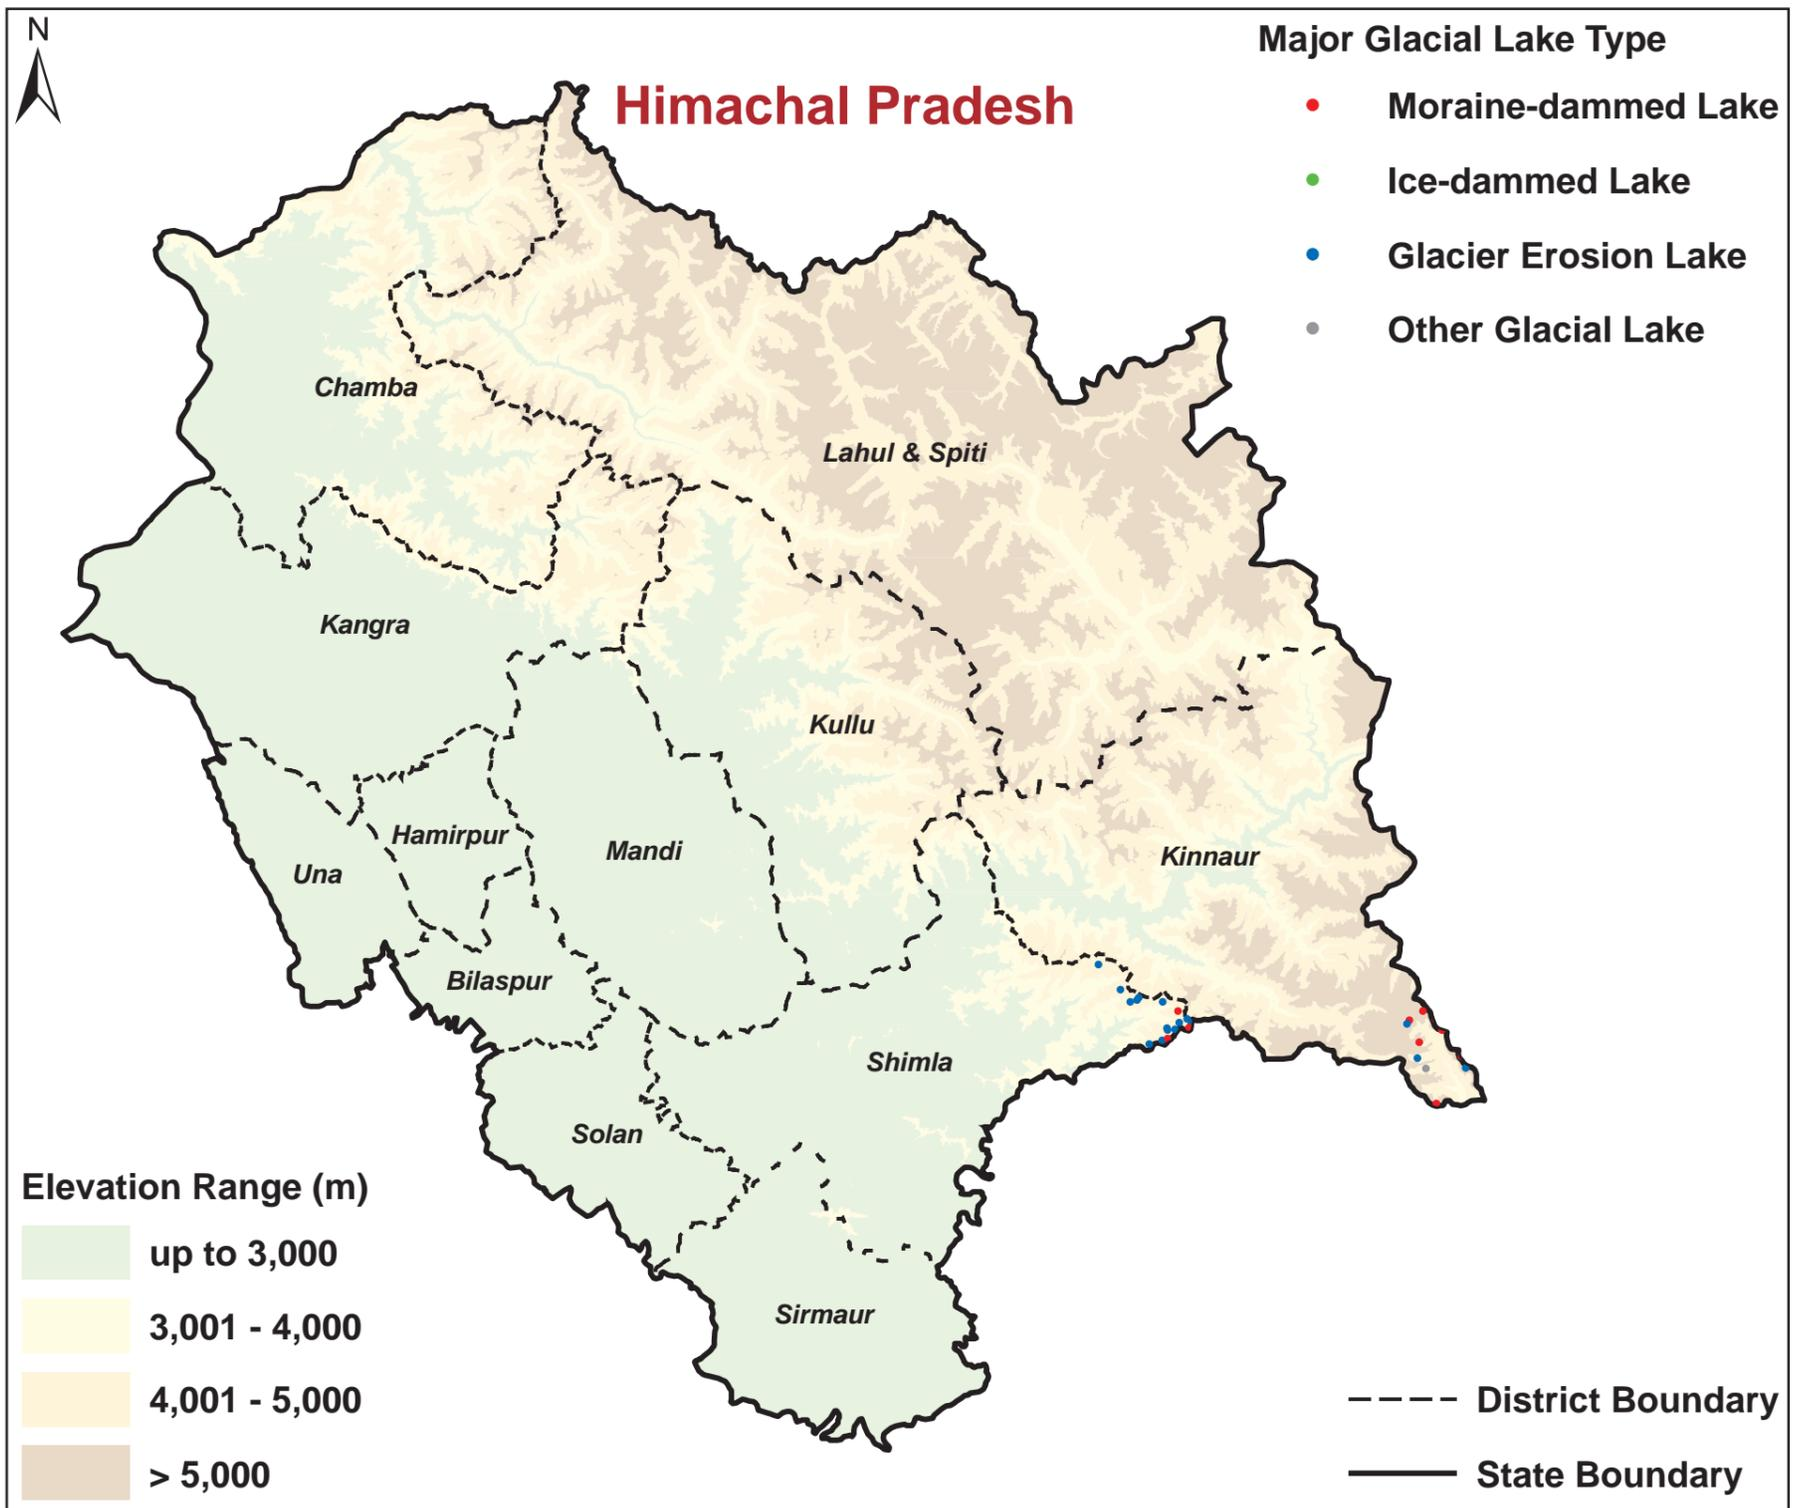 N
Himachal Pradesh
Major Glacial Lake Type
Moraine-dammed Lake
Ice-dammed Lake
Glacier Erosion Lake
Other Glacial Lake
Chamba
Lahul & Spiti
Kangra
Kullu
Hamirpur
Mandi
Kinnaur
Una
Bilaspur
Shimla
Solan
Sirmaur
Elevation Range (m)
up to 3,000
3,001 - 4,000
4,001 - 5,000
> 5,000
District Boundary
State Boundary